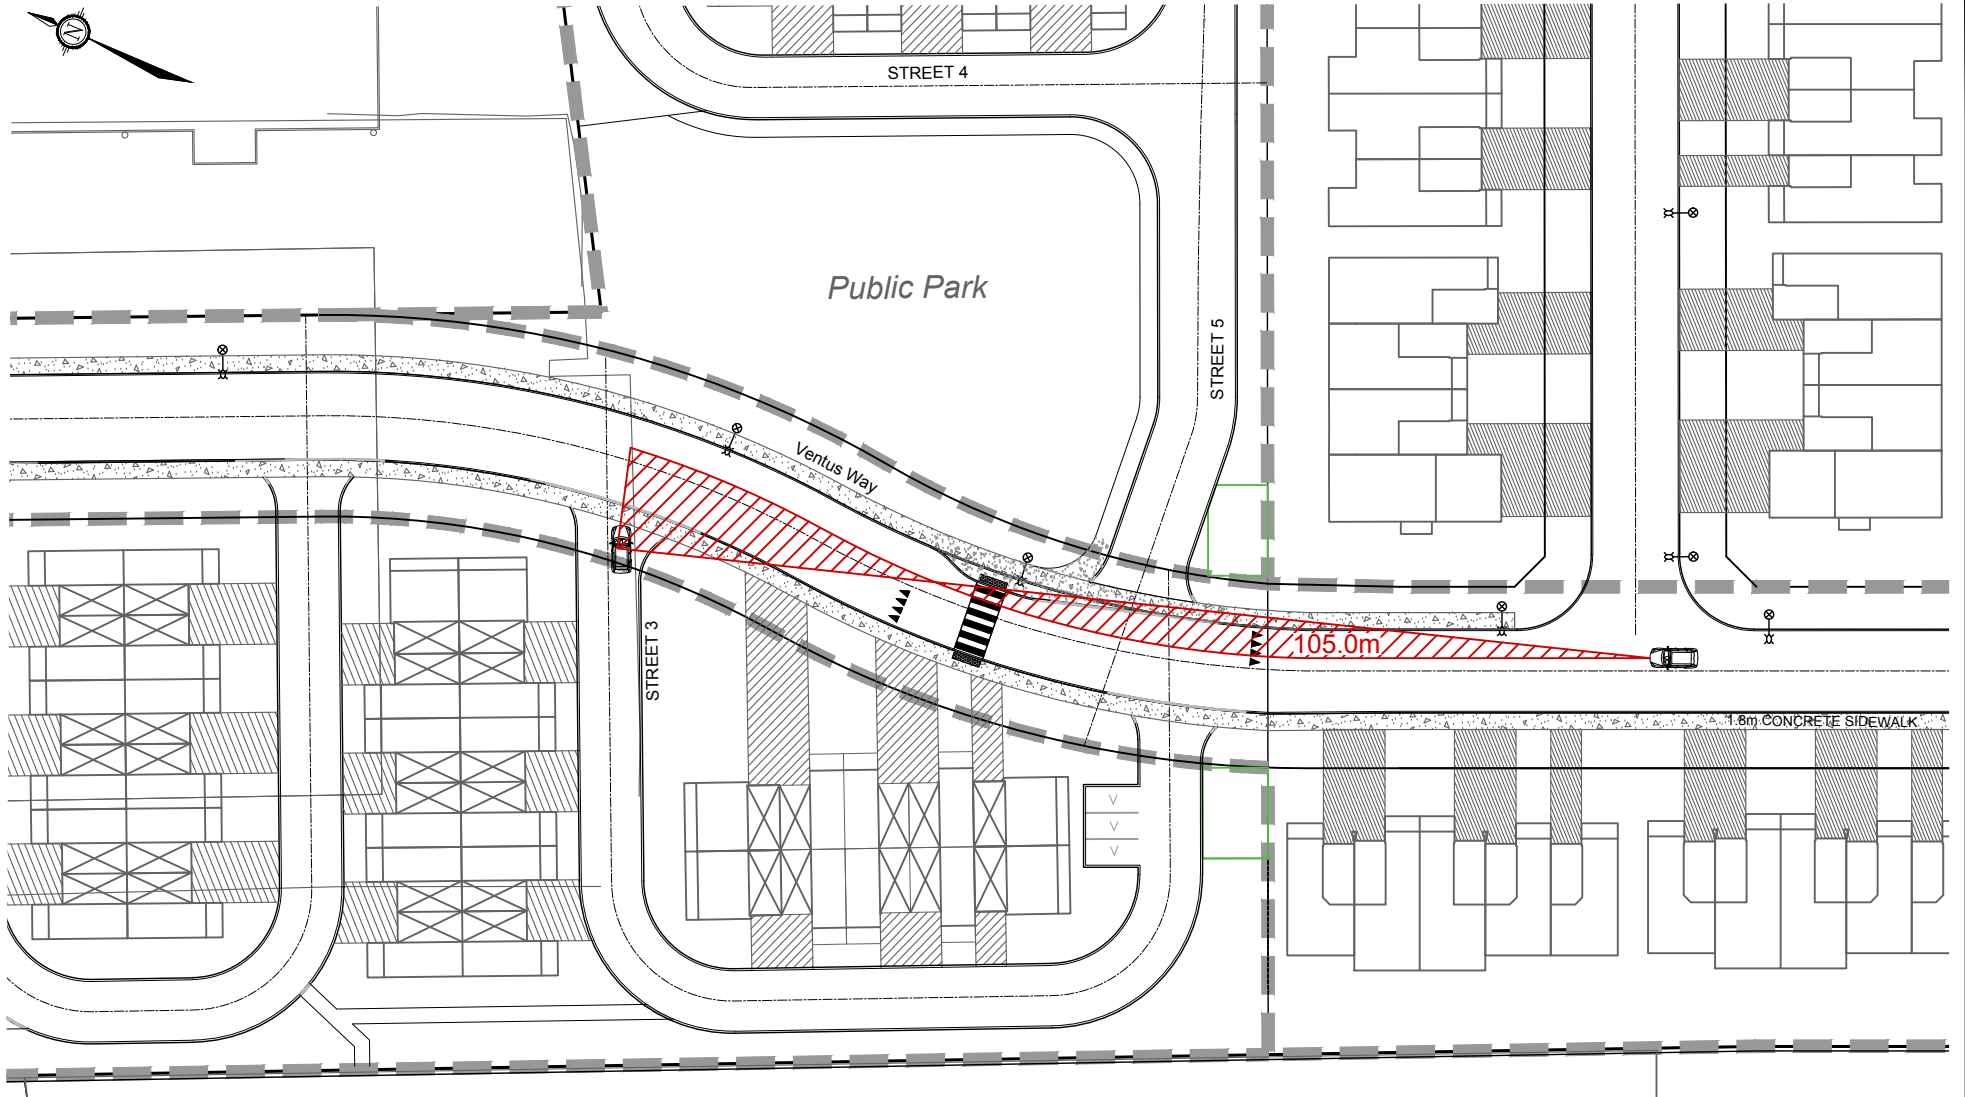 N
STREET 4
Public Park
STREET 5
Ventus Way
STREET 3
105.0m
1.8m CONCRETE SIDEWALK